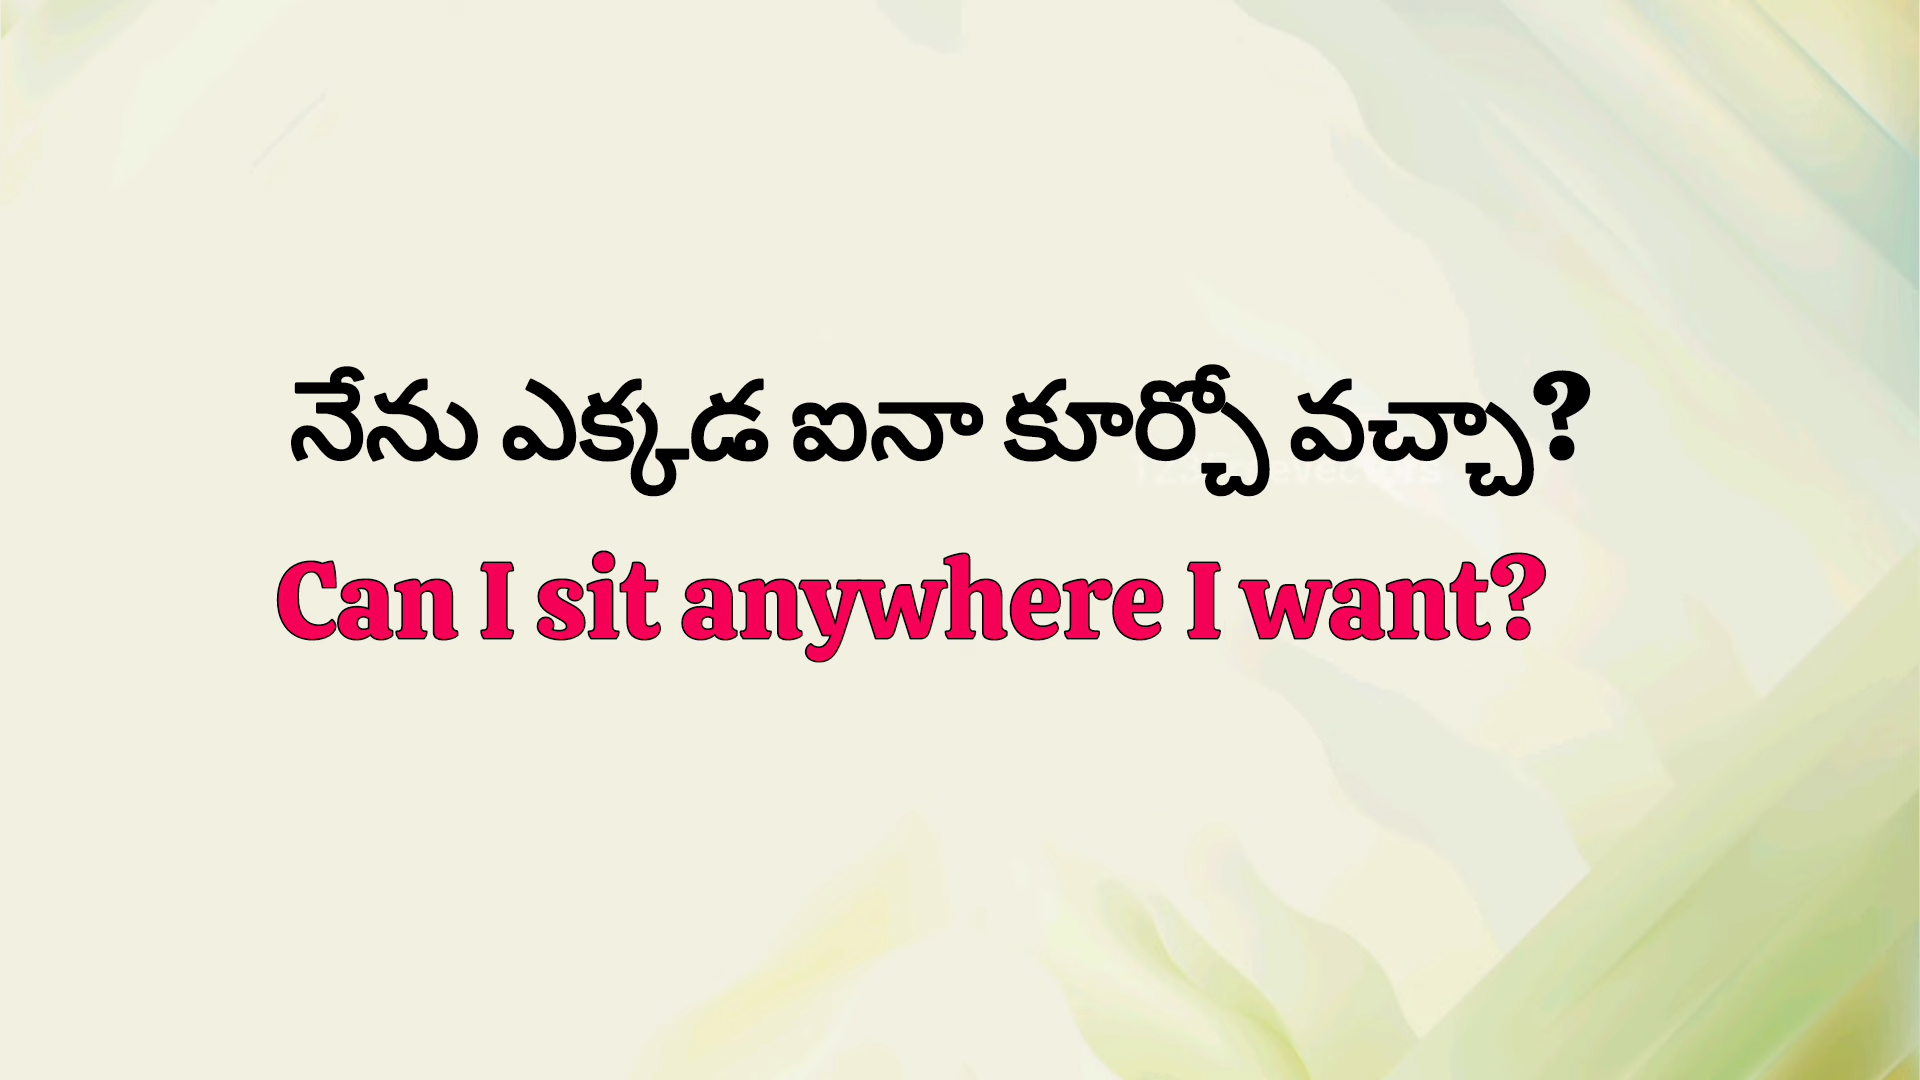 నేను ఎక్కడ ఐనా కూర్చో వచ్చా?
Can I sit anywhere I want?